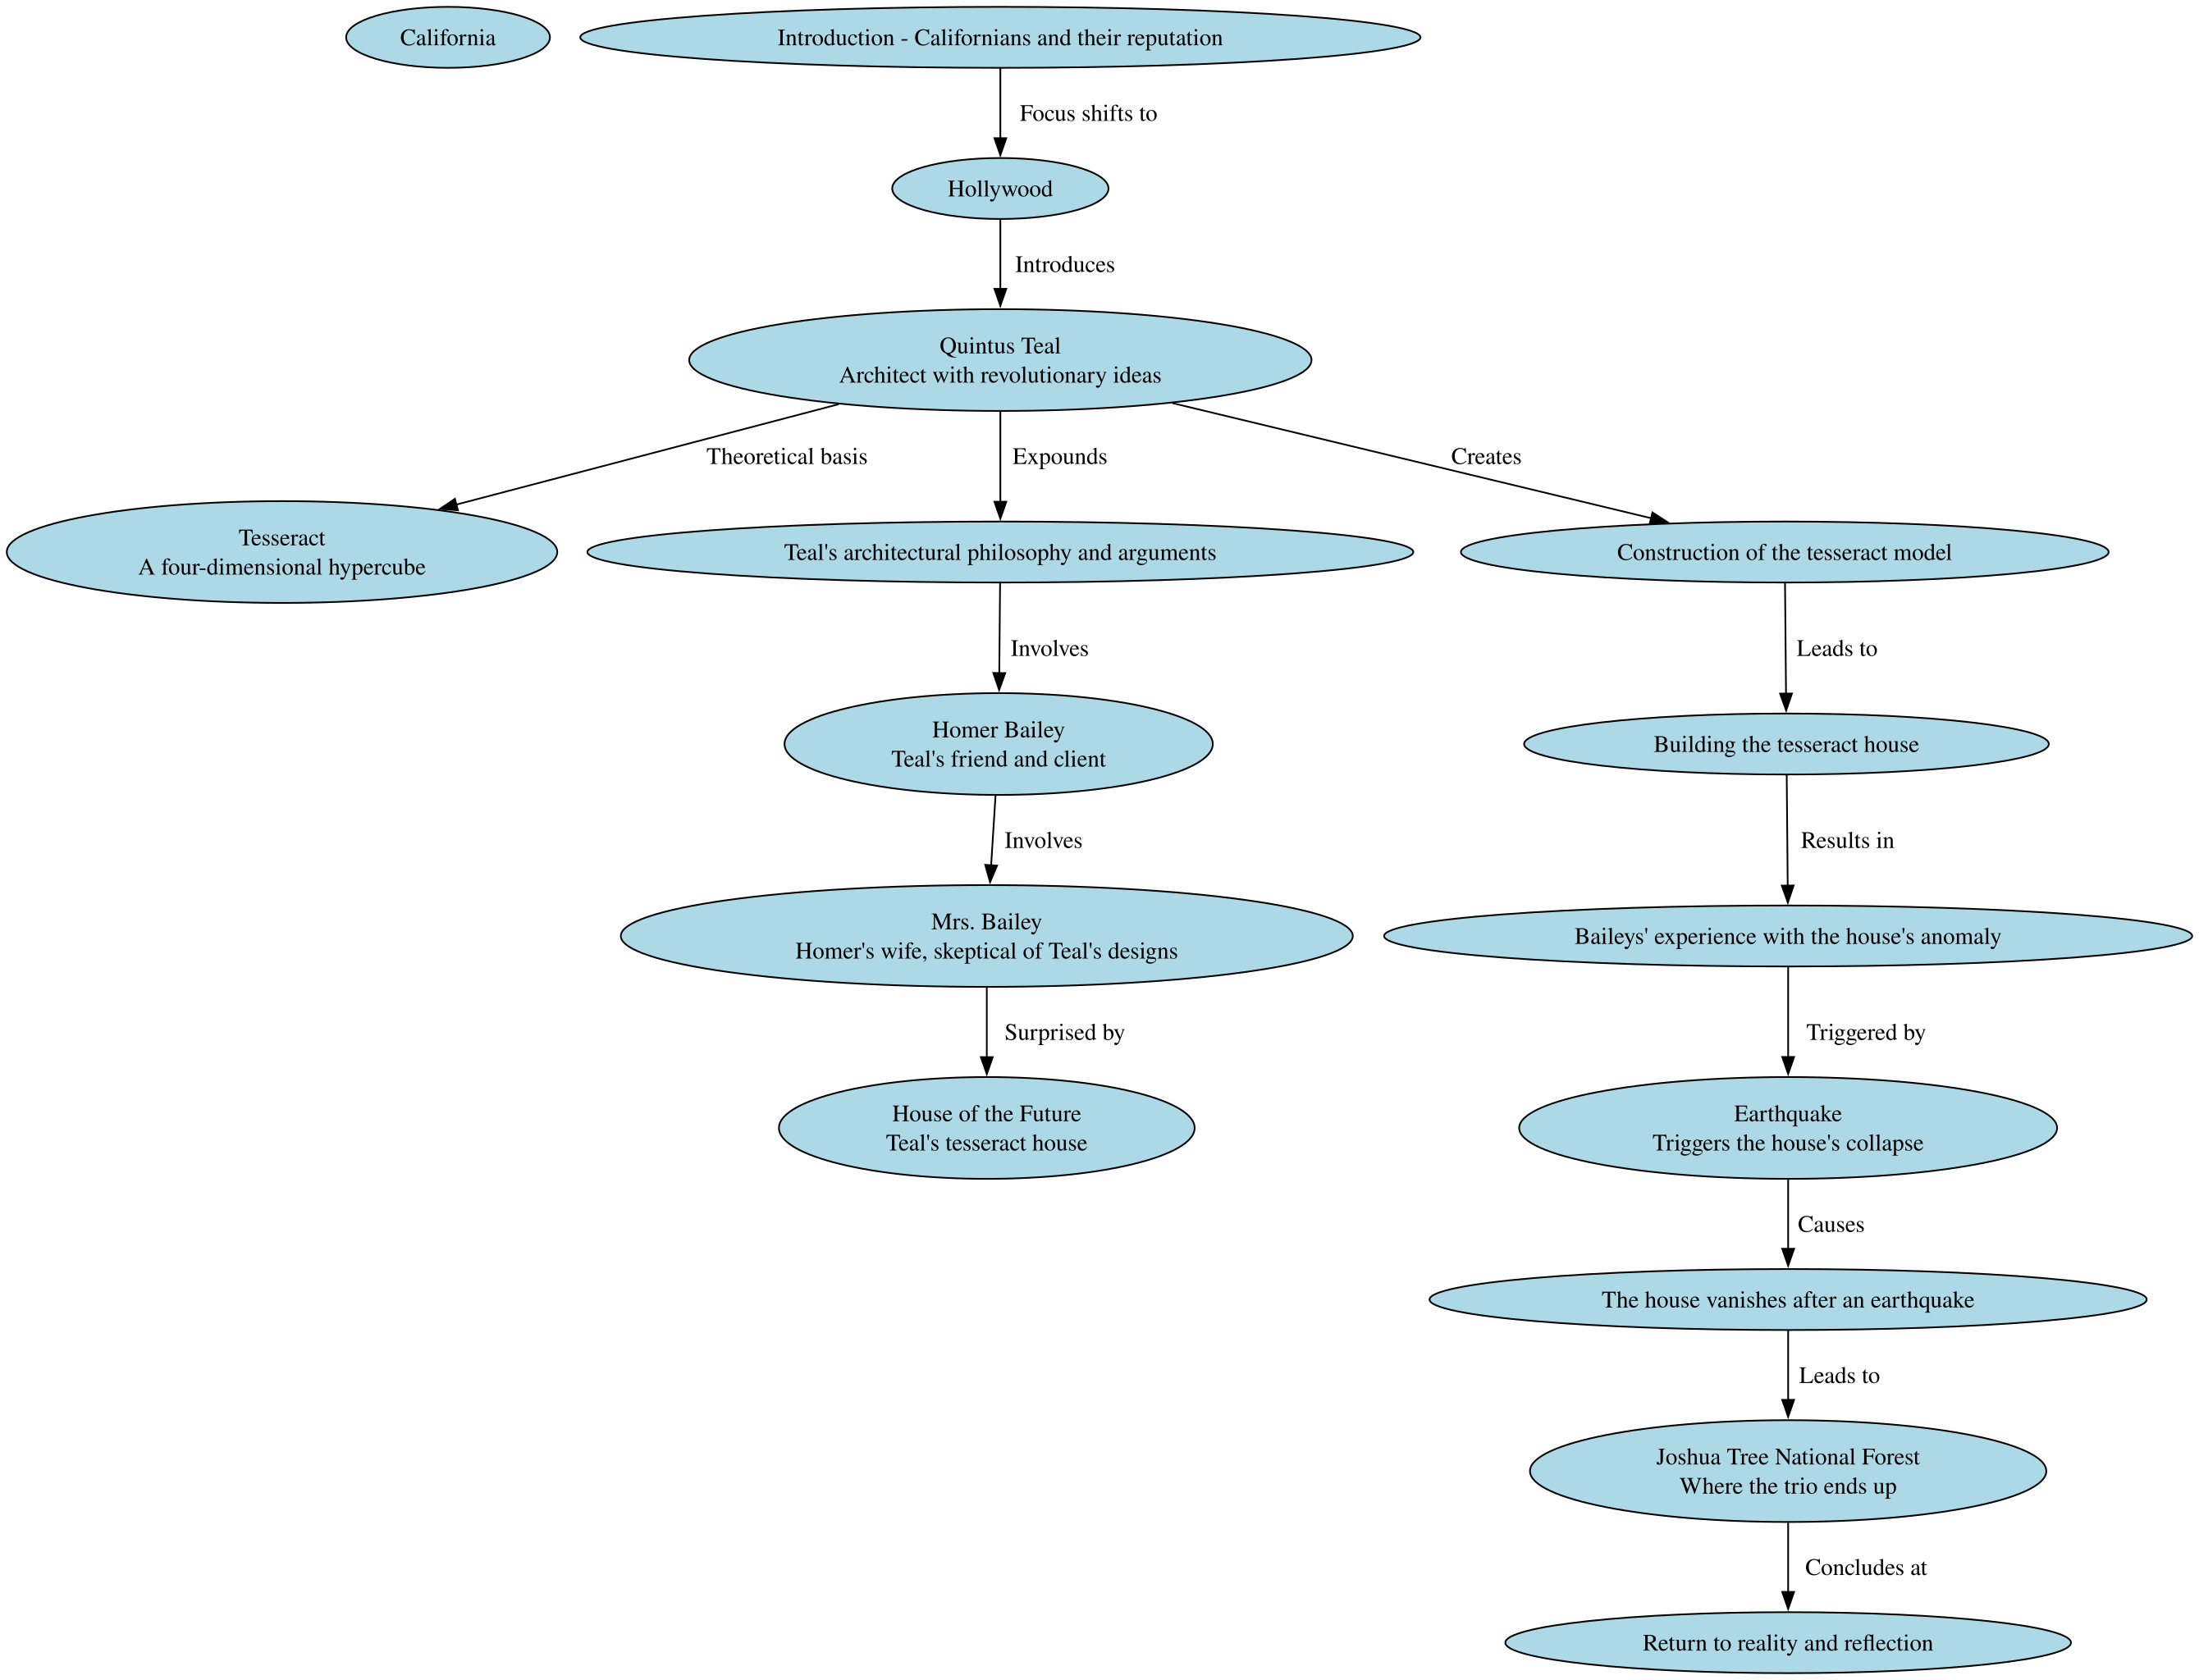 California
Introduction - Californians and their reputation
Focus shifts to
Hollywood
Introduces
Quintus Teal
Architect with revolutionary ideas
Theoretical basis
Expounds
Creates
Tesseract
A four-dimensional hypercube
Teal's architectural philosophy and arguments
Construction of the tesseract model
Involves
Leads to
Homer Bailey
Teal's friend and client
Building the tesseract house
Involves
Results in
Mrs. Bailey
Homer's wife, skeptical of Teal's designs
Baileys' experience with the house's anomaly
Surprised by
Triggered by
House of the Future
Teal's tesseract house
Earthquake
Triggers the house's collapse
Causes
The house vanishes after an earthquake
Leads to
Joshua Tree National Forest
Where the trio ends up
Concludes at
Return to reality and reflection